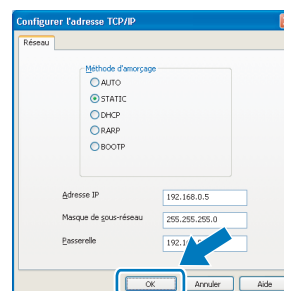 Configurer l'adresse TCP/IP
Réseau
Méthode d'amorçage
AUTO
STATIC
DHCP
RARP
BOOTP
Adresse IP 192.168.0.5
Masque de sous-réseau 255.255.255.0
Passerelle
OK Annuler Aide